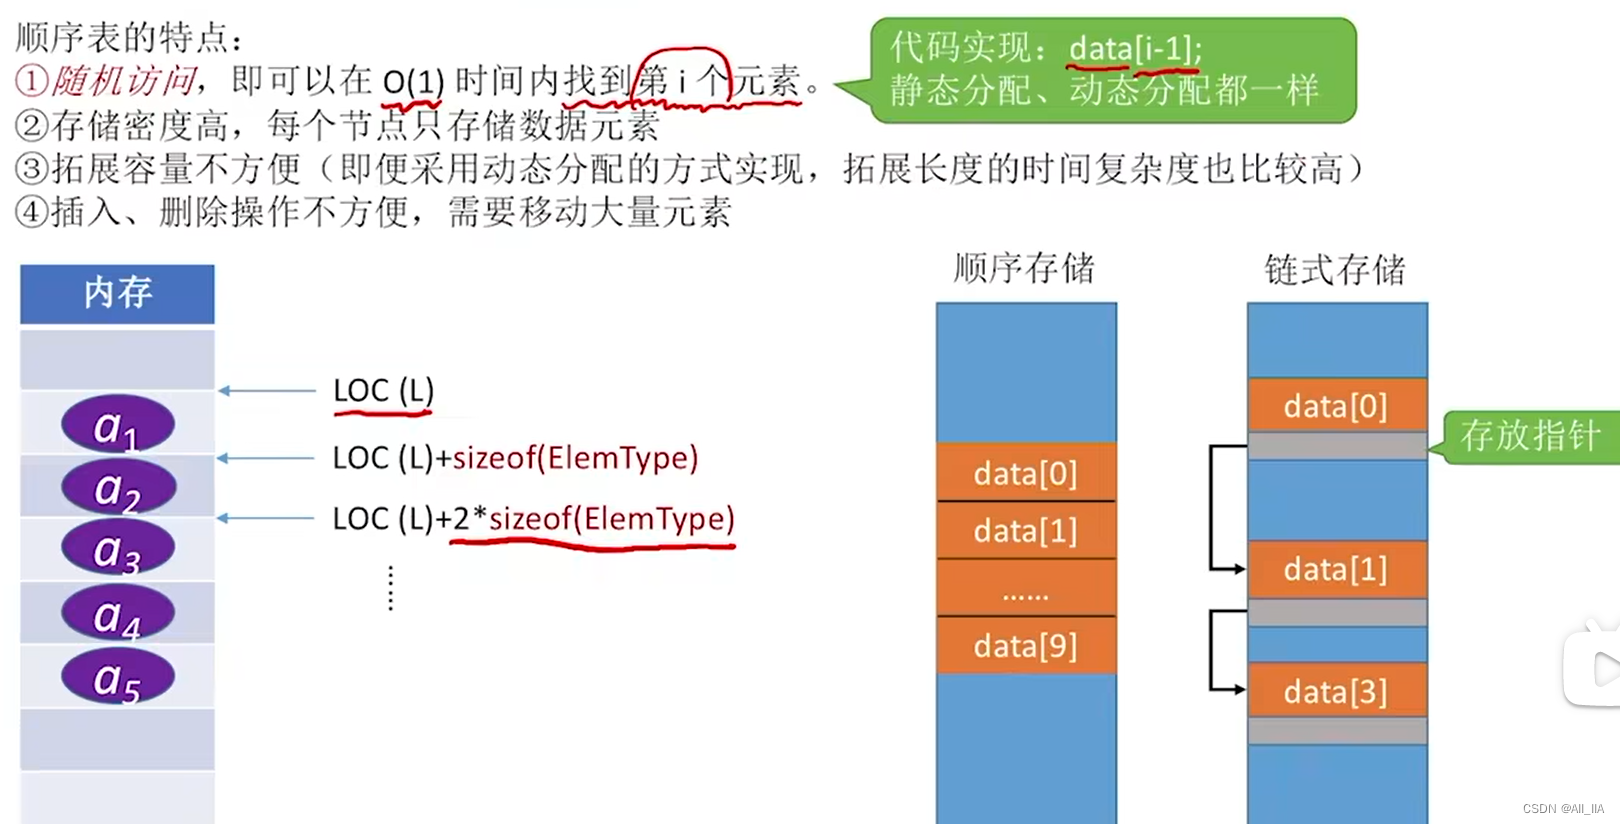 顺序表的特点：
①随机访问，即可以在 O(1) 时间内找到第 i 个元素。
②存储密度高，每个节点只存储数据元素
③拓展容量不方便（即便采用动态分配的方式实现，拓展长度的时间复杂度也比较高）
④插入、删除操作不方便，需要移动大量元素
代码实现：data[i-1];
静态分配、动态分配都一样
内存
a1
a2
a3
a4
a5
LOC (L)
LOC (L)+sizeof(ElemType)
LOC (L)+2*sizeof(ElemType)
……
顺序存储
data[0]
data[1]
……
data[9]
链式存储
data[0]
data[1]
data[3]
存放指针
CSDN @All_IIA